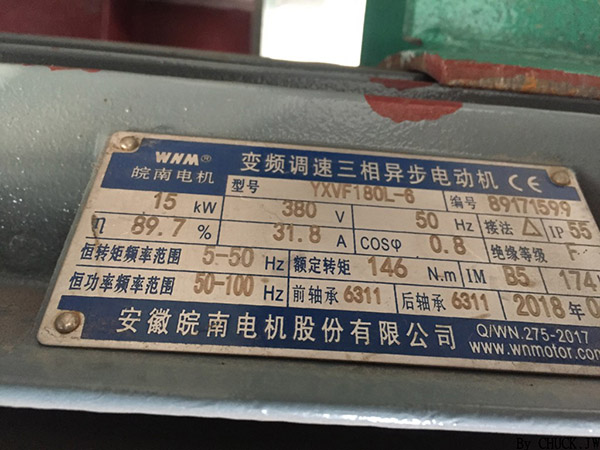 WNM® 变频调速三相异步电动机 CE
皖南电机 型号 YXVF180L-6 编号 89171599
15 kW 380 V 50 Hz 接法 △ IP 55
η 89.7 % 31.8 A COSφ 0.8 绝缘等级 F
恒转矩频率范围 5-50 Hz 额定转矩 146 N.m IM B5 174
恒功率频率范围 50-100 Hz 前轴承 6311 后轴承 6311 2018 年 0
安徽皖南电机股份有限公司 Q/WN.275-2017
www.wnmotor.com
By CHUCK.JW